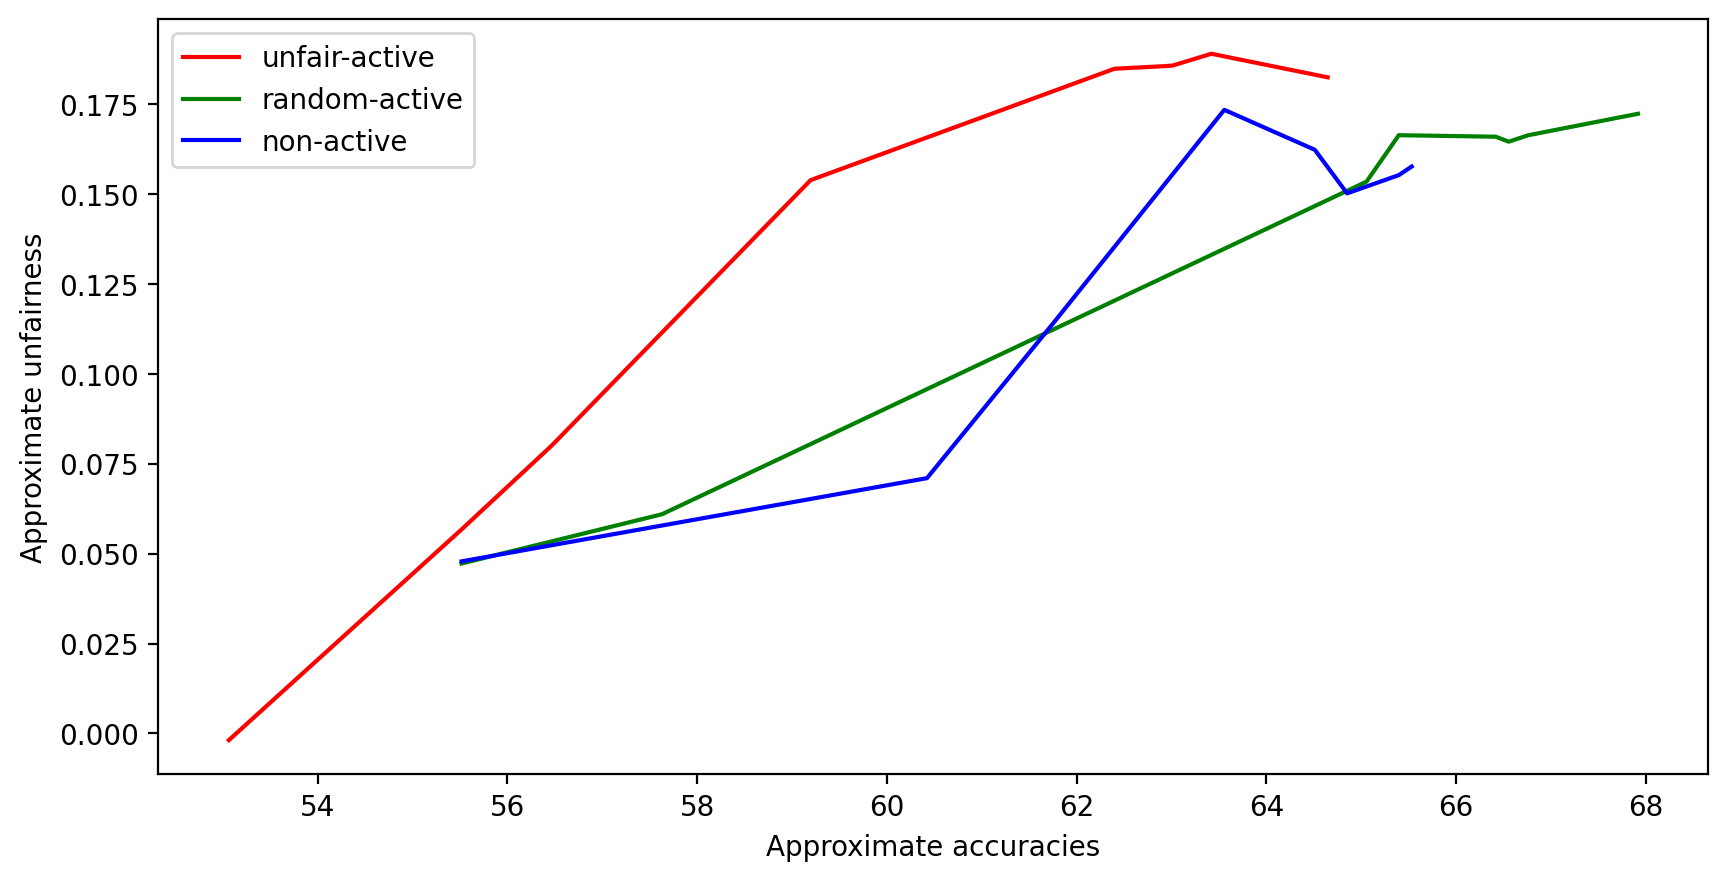 unfair-active
random-active
non-active
0.175
0.150
0.125
0.100
0.075
0.050
0.025
0.000
Approximate unfairness
54 56 58 60 62 64 66 68
Approximate accuracies